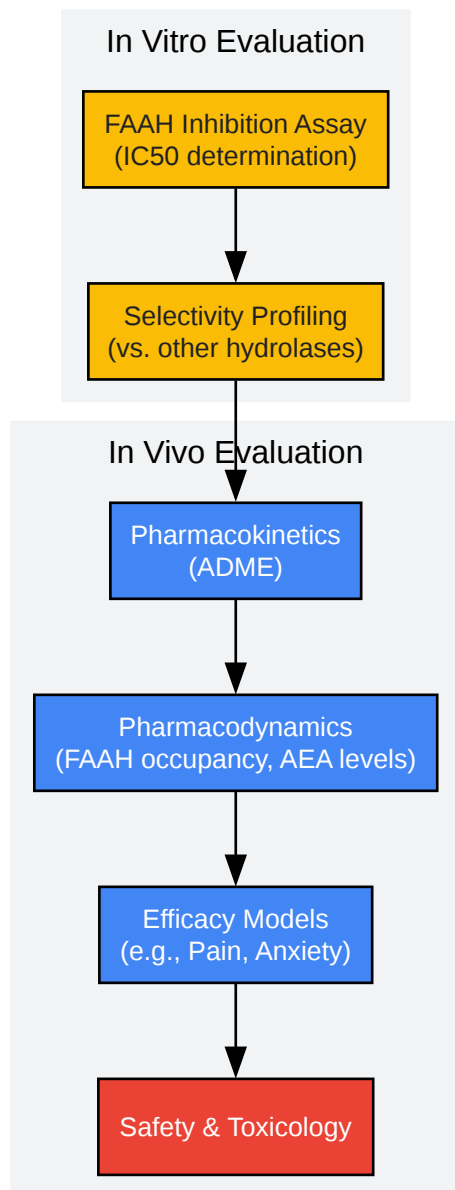 In Vitro Evaluation
FAAH Inhibition Assay
(IC50 determination)
Selectivity Profiling
(vs. other hydrolases)
In Vivo Evaluation
Pharmacokinetics
(ADME)
Pharmacodynamics
(FAAH occupancy, AEA levels)
Efficacy Models
(e.g., Pain, Anxiety)
Safety & Toxicology